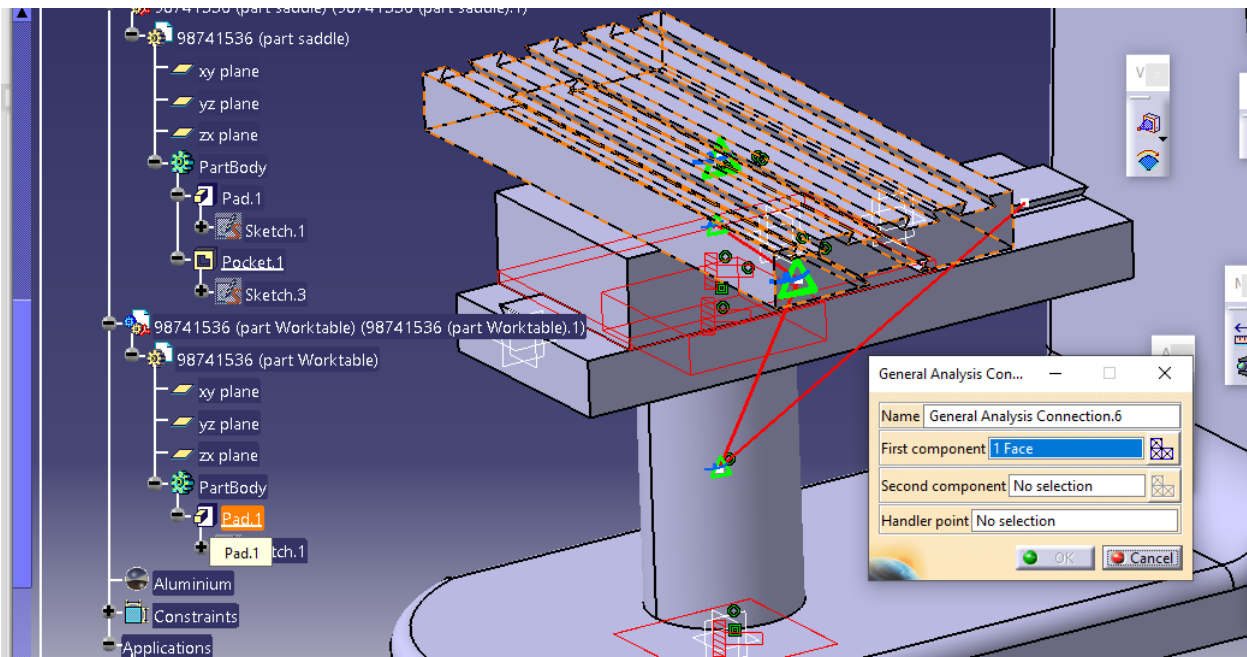 98741536 (part saddle) (98741536 (part saddle).1)
98741536 (part saddle)
xy plane
yz plane
zx plane
PartBody
Pad.1
Sketch.1
Pocket.1
Sketch.3
98741536 (part Worktable) (98741536 (part Worktable).1)
98741536 (part Worktable)
xy plane
yz plane
zx plane
PartBody
Pad.1
Pad.1
tch.1
Aluminium
Constraints
Applications
V
General Analysis Con...
Name General Analysis Connection.6
First component 1 Face
Second component No selection
Handler point No selection
OK Cancel